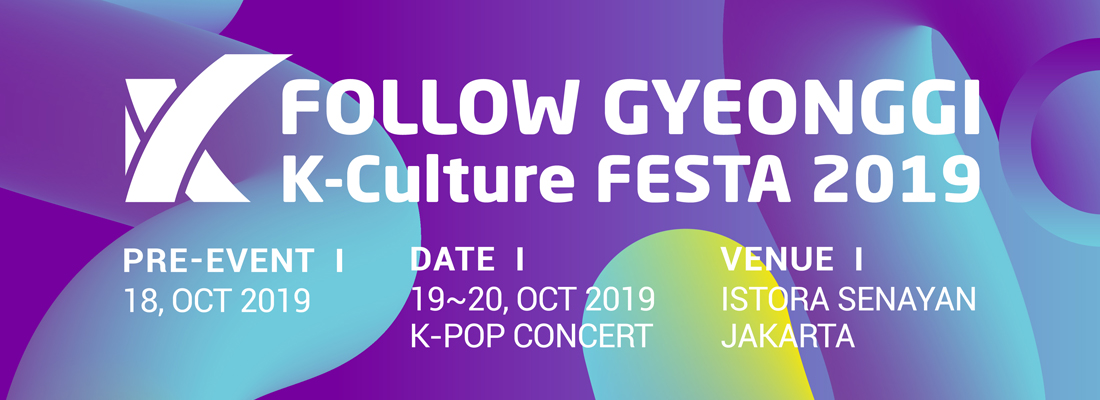 FOLLOW GYEONGGI
K-Culture FESTA 2019
PRE-EVENT I
18, OCT 2019
DATE I
19~20, OCT 2019
K-POP CONCERT
VENUE I
ISTORA SENAYAN
JAKARTA